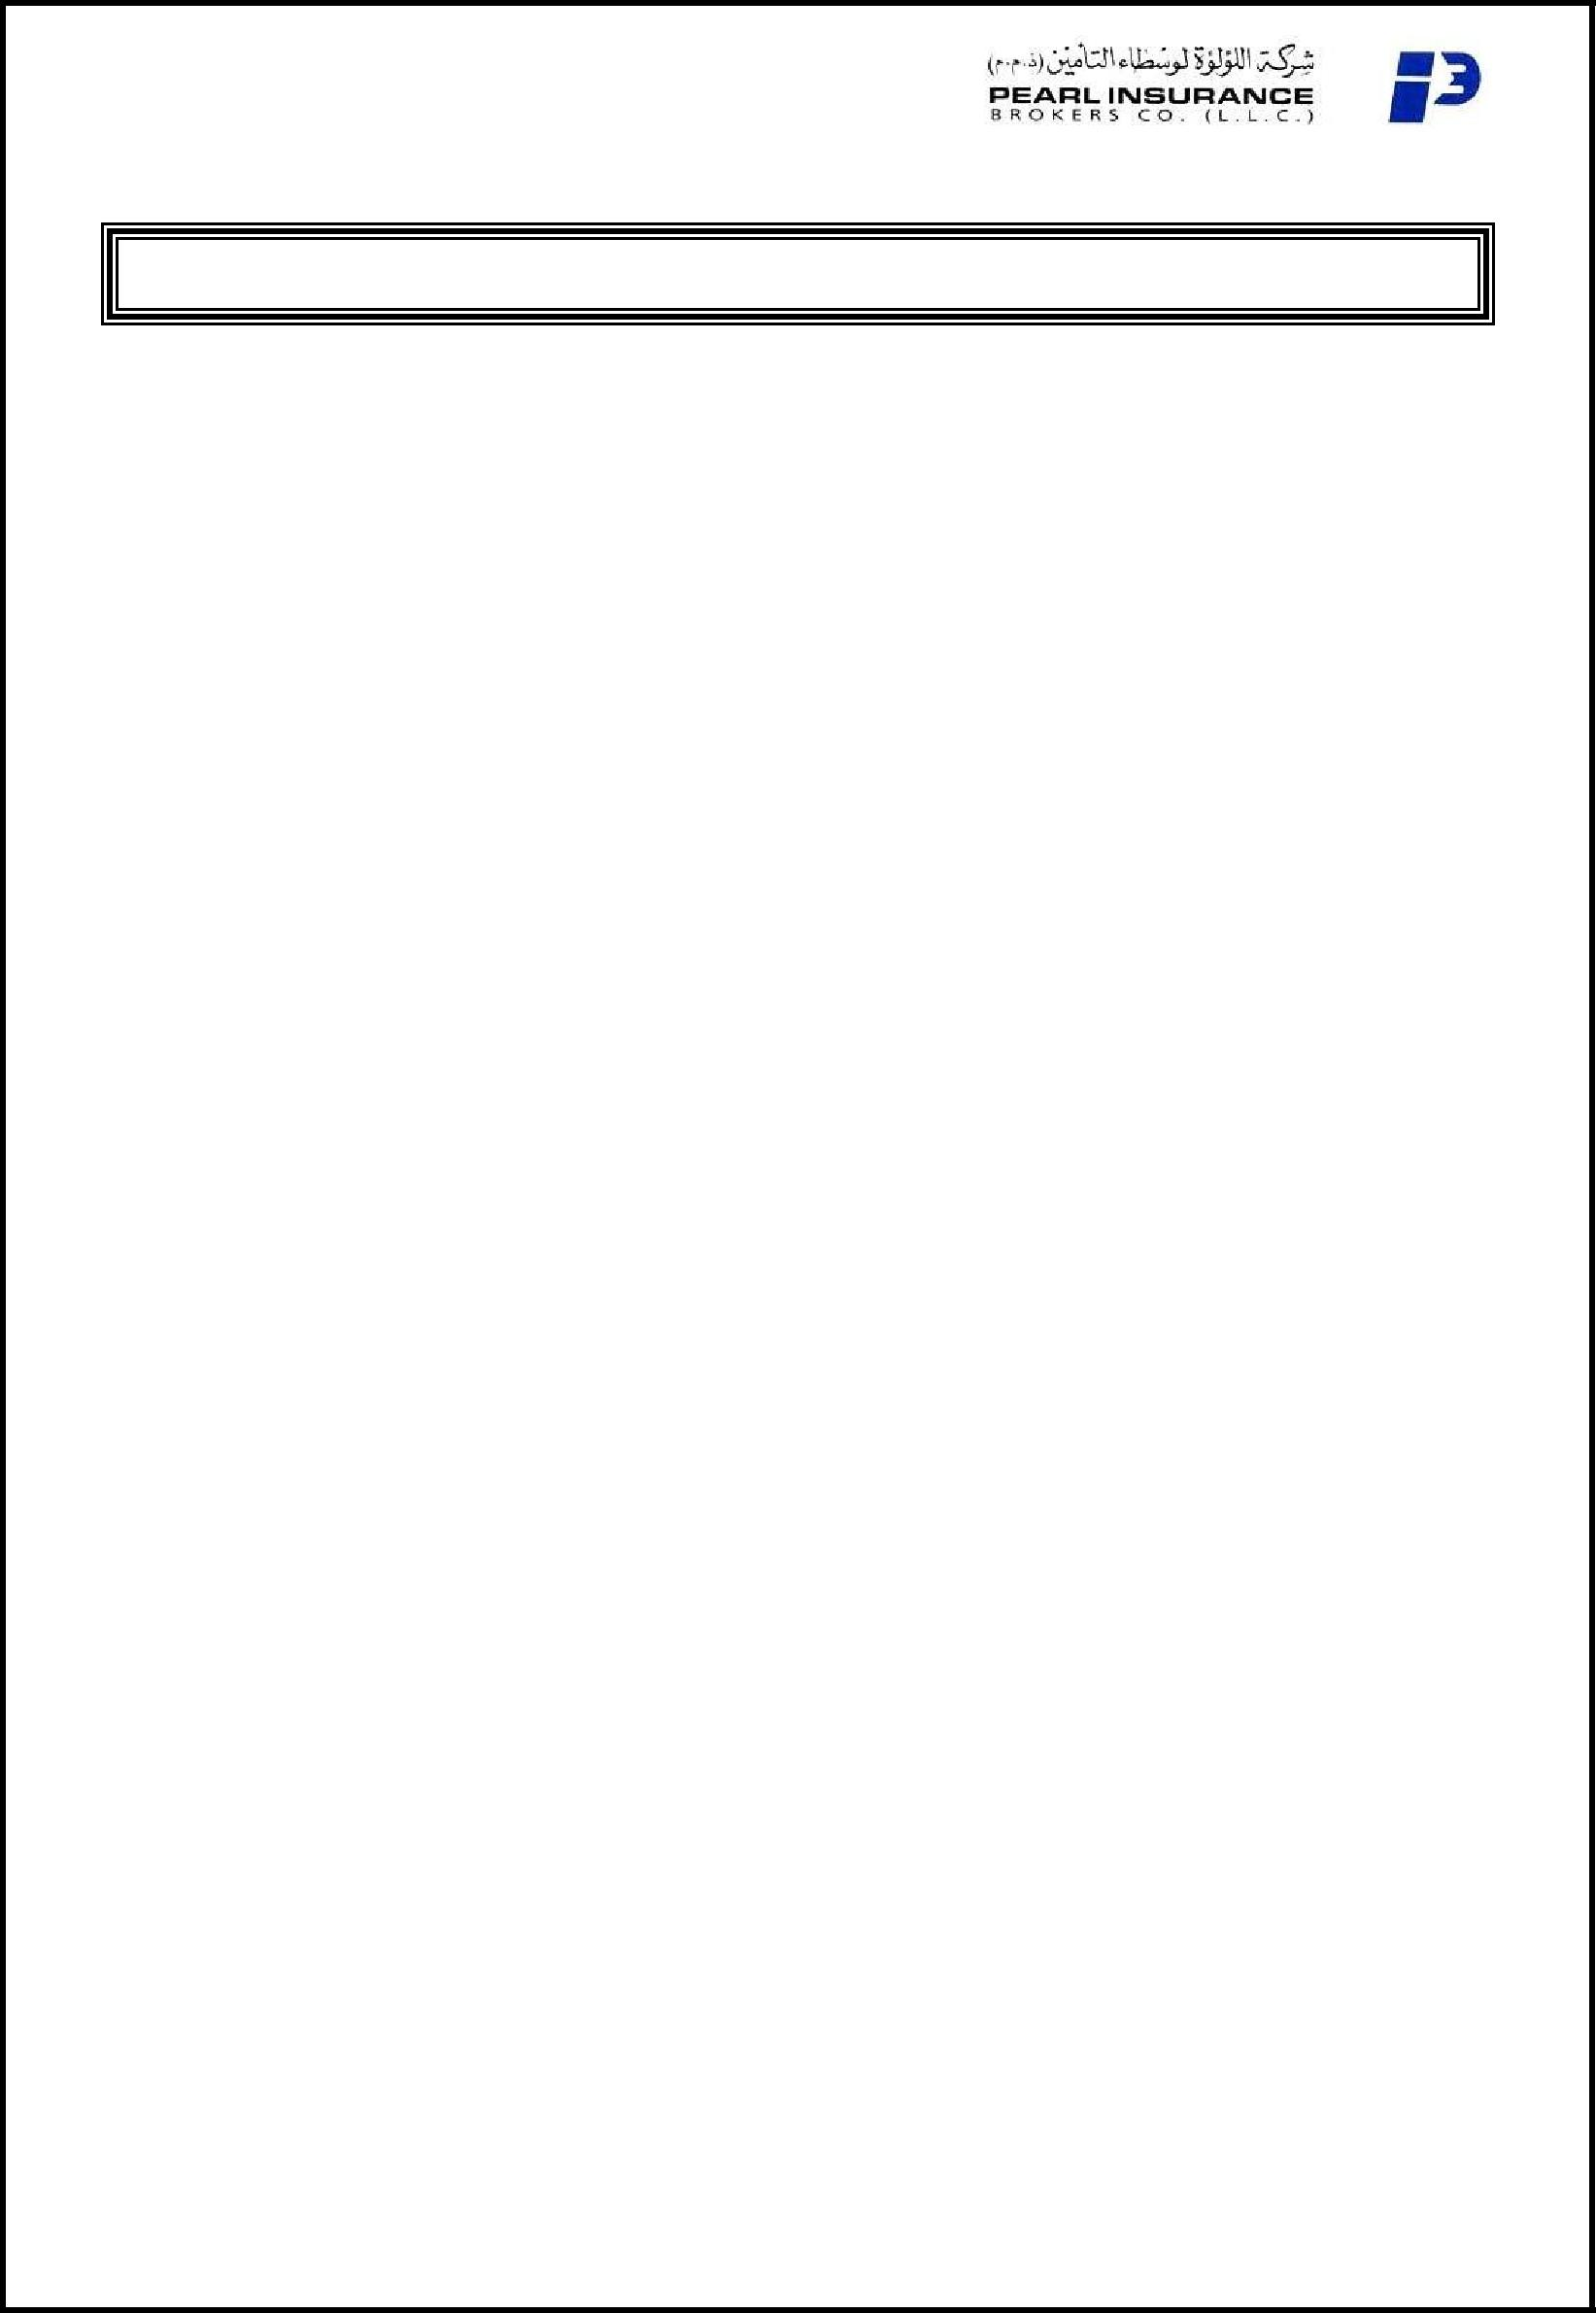 شركة اللؤلؤة لوسطاء التأمين (ذ.م.م)
PEARL INSURANCE
BROKERS CO. (L.L.C.)